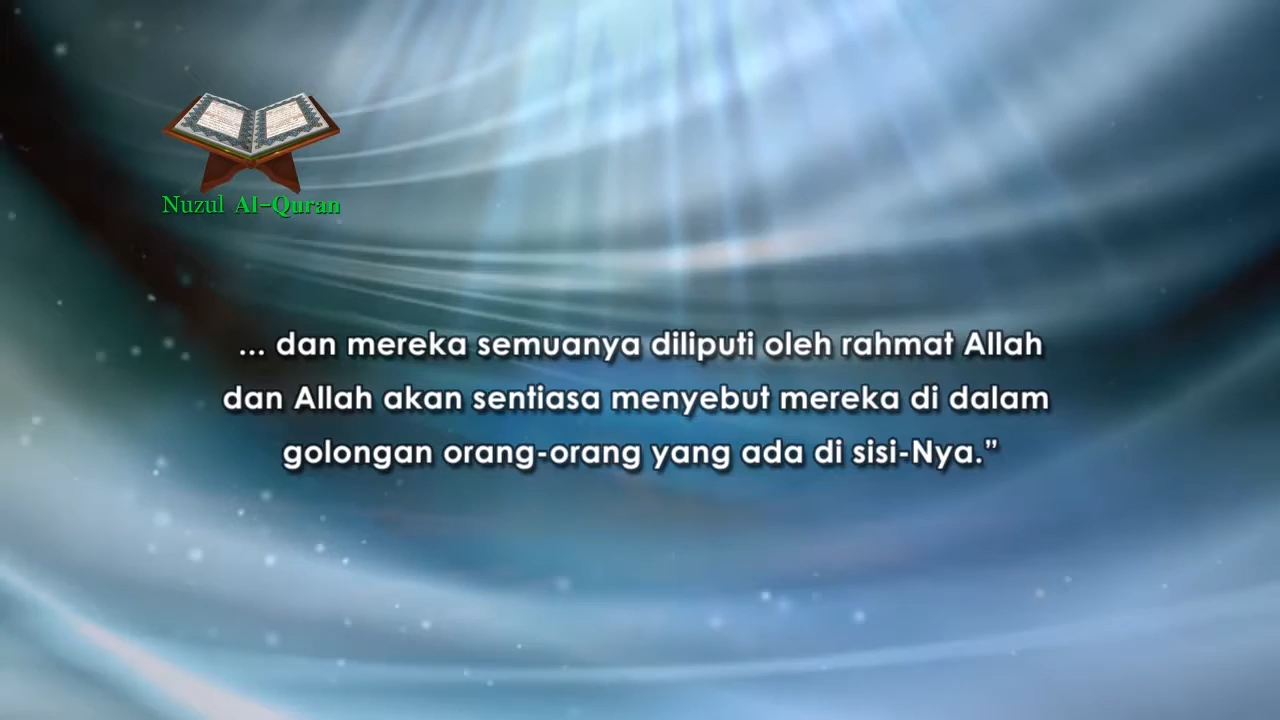 Nuzul Al-Quran
... dan mereka semuanya diliputi oleh rahmat Allah
dan Allah akan sentiasa menyebut mereka di dalam
golongan orang-orang yang ada di sisi-Nya.”